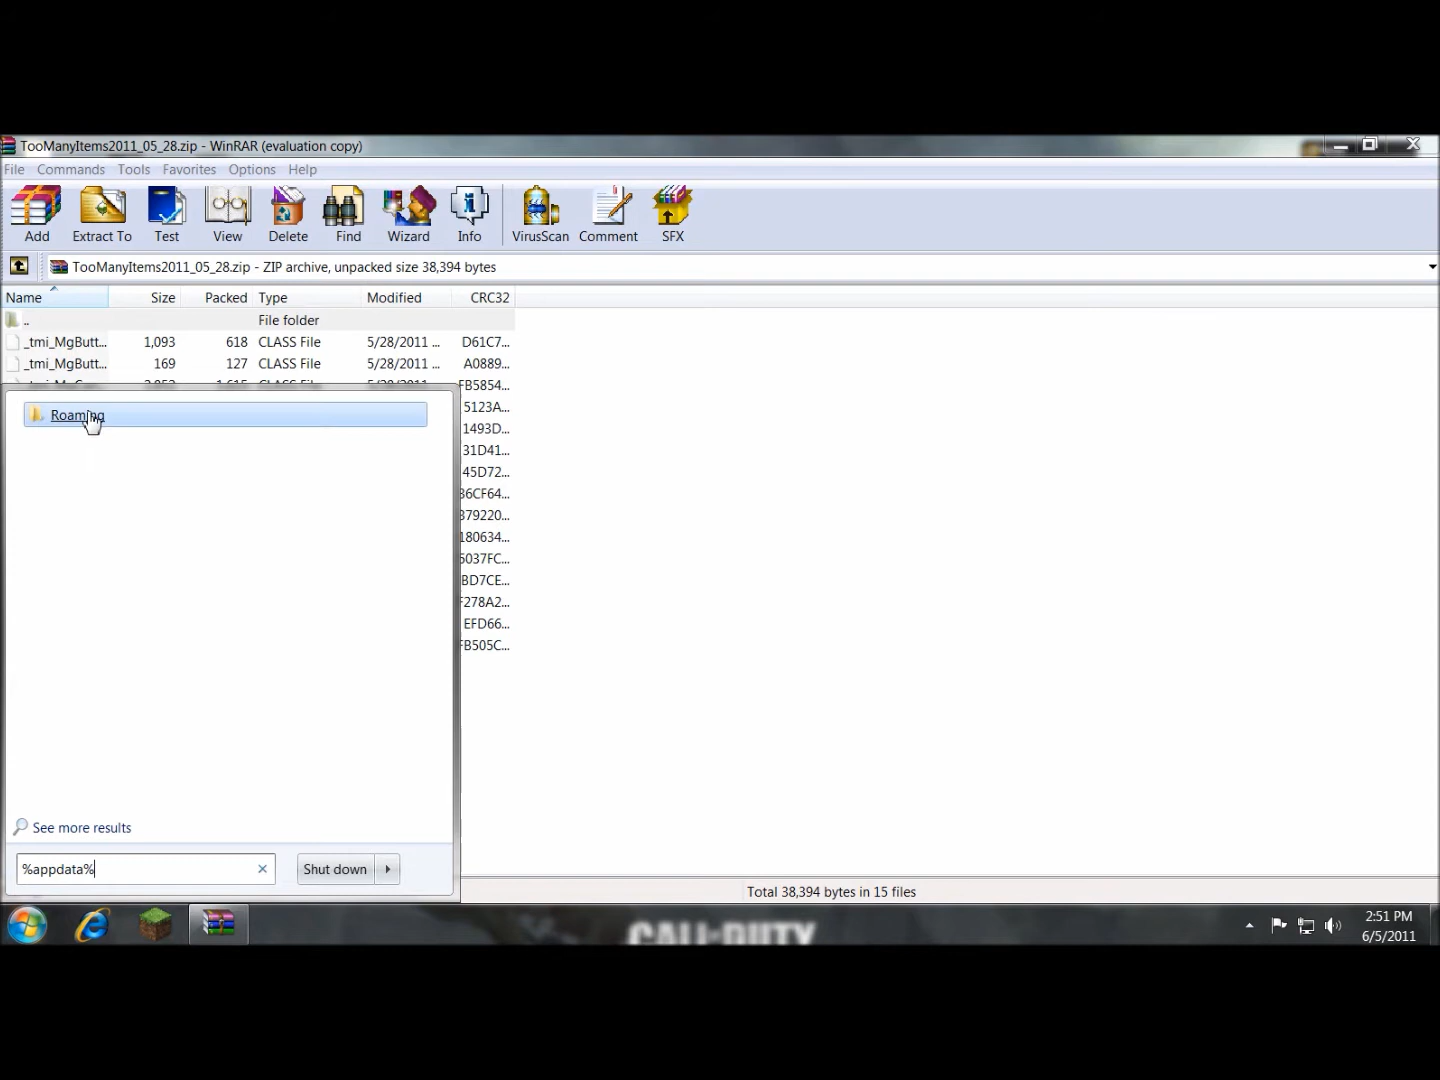 TooManyItems2011_05_28.zip - WinRAR (evaluation copy)
File Commands Tools Favorites Options Help
Add Extract To Test View Delete Find Wizard Info VirusScan Comment SFX
TooManyItems2011_05_28.zip - ZIP archive, unpacked size 38,394 bytes
Name Size Packed Type Modified CRC32
.. File folder
_tmi_MgButt... 1,093 618 CLASS File 5/28/2011 ... D61C7...
_tmi_MgButt... 169 127 CLASS File 5/28/2011 ... A0889...
FB5854...
Roaming 5123A...
1493D...
31D41...
45D72...
36CF64...
379220...
180634...
5037FC...
BD7CE...
F278A2...
EFD66...
FB505C...
See more results
%appdata% Shut down
Total 38,394 bytes in 15 files
CALL OF DUTY
2:51 PM
6/5/2011